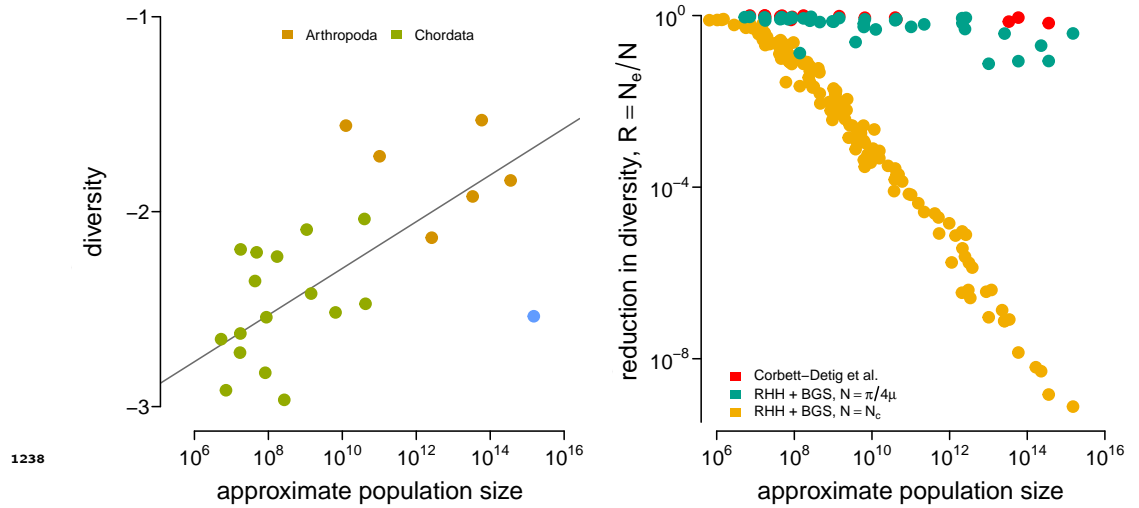 −1
−2
−3
diversity
Arthropoda Chordata
10^6 10^8 10^10 10^12 10^14 10^16
approximate population size
1238
10^0
10^−4
10^−8
reduction in diversity, R = N_e/N
Corbett−Detig et al.
RHH + BGS, N = π/4μ
RHH + BGS, N = N_c
10^6 10^8 10^10 10^12 10^14 10^16
approximate population size